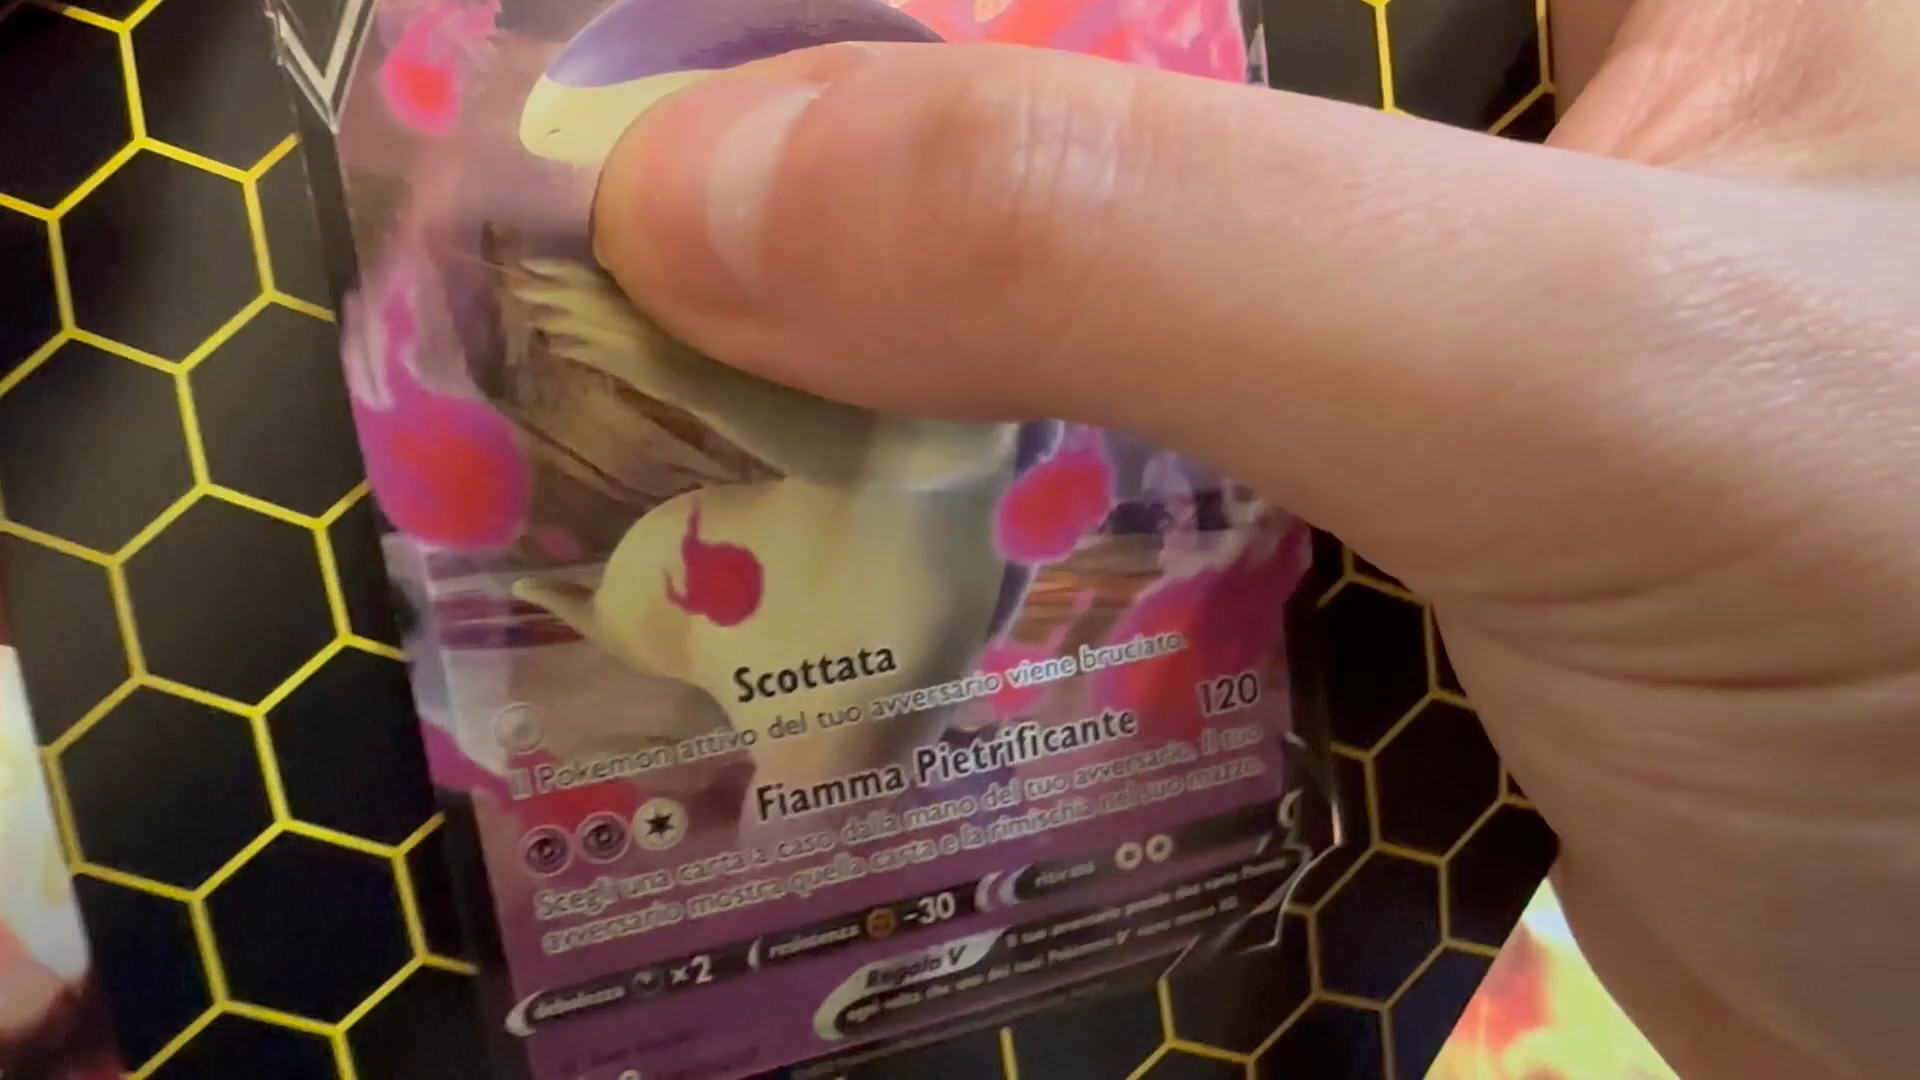 Scottata
Il Pokémon attivo del tuo avversario viene bruciato.
Fiamma Pietrificante 120
Scegli una carta a caso dalla mano del tuo avversario. Il tuo
avversario mostra quella carta e la rimischia nel suo mazzo.
debolezza ×2 resistenza -30 ritirata
Regola V